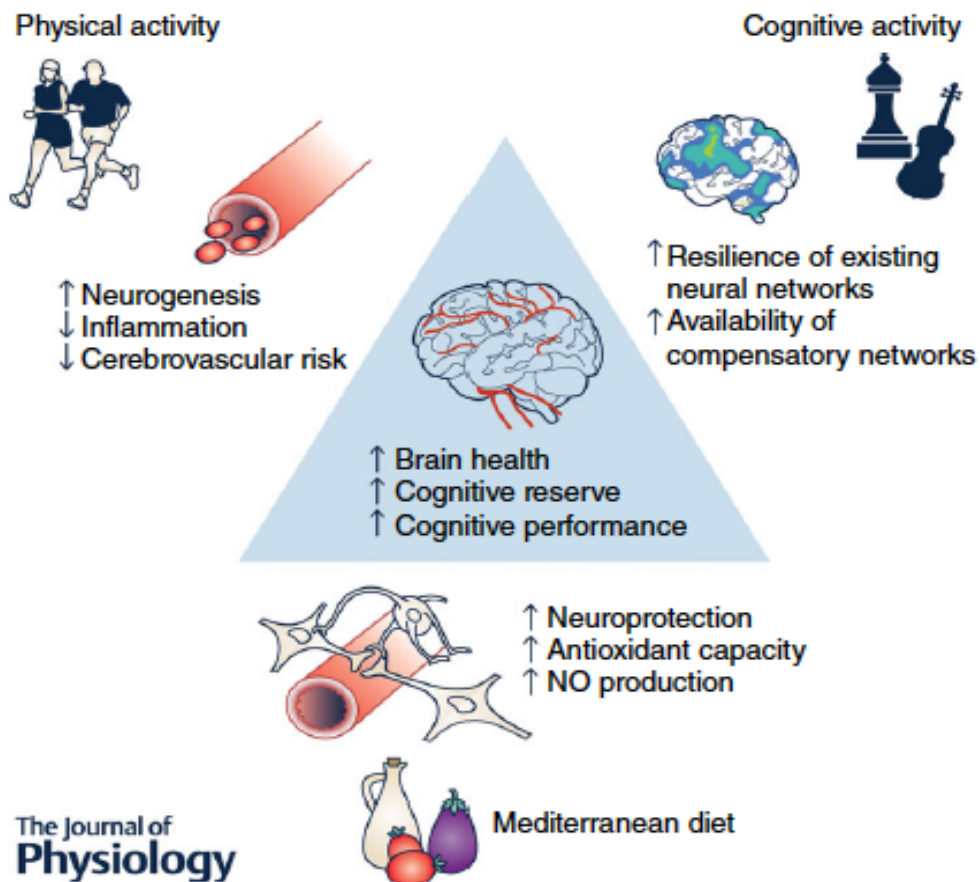 Physical activity
Cognitive activity
↑ Neurogenesis
↓ Inflammation
↓ Cerebrovascular risk
↑ Resilience of existing
neural networks
↑ Availability of
compensatory networks
↑ Brain health
↑ Cognitive reserve
↑ Cognitive performance
↑ Neuroprotection
↑ Antioxidant capacity
↑ NO production
Mediterranean diet
The Journal of
Physiology